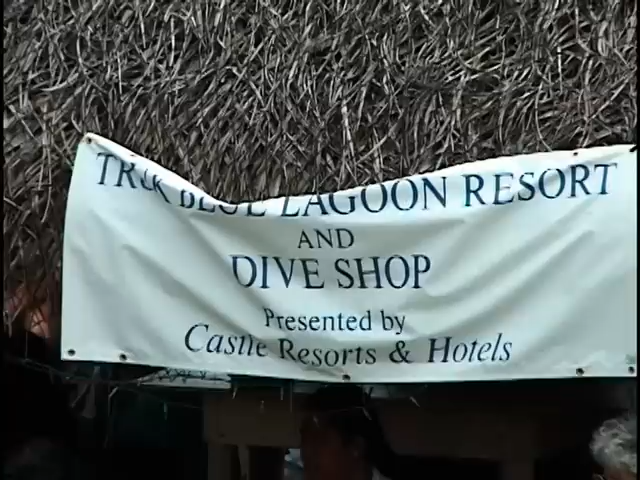 TRUK BLUE LAGOON RESORT
AND
DIVE SHOP
Presented by
Castle Resorts & Hotels